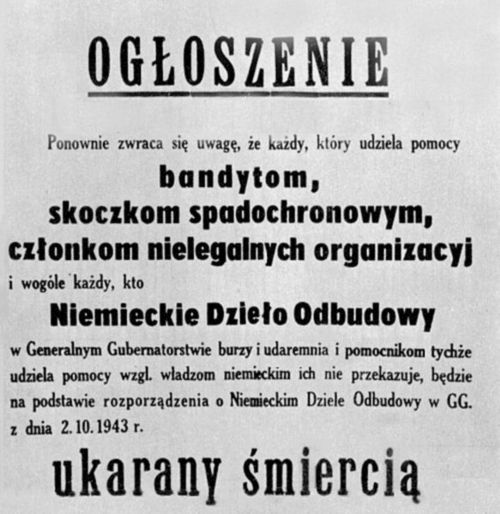 OGŁOSZENIE
Ponownie zwraca się uwagę, że każdy, który udziela pomocy
bandytom,
skoczkom spadochronowym,
członkom nielegalnych organizacyj
i wogóle każdy, kto
Niemieckie Dzieło Odbudowy
w Generalnym Gubernatorstwie burzy i udaremnia i pomocnikom tychże
udziela pomocy wzgl. władzom niemieckim ich nie przekazuje, będzie
na podstawie rozporządzenia o Niemieckim Dziele Odbudowy w GG.
z dnia 2.10.1943 r.
ukarany śmiercią